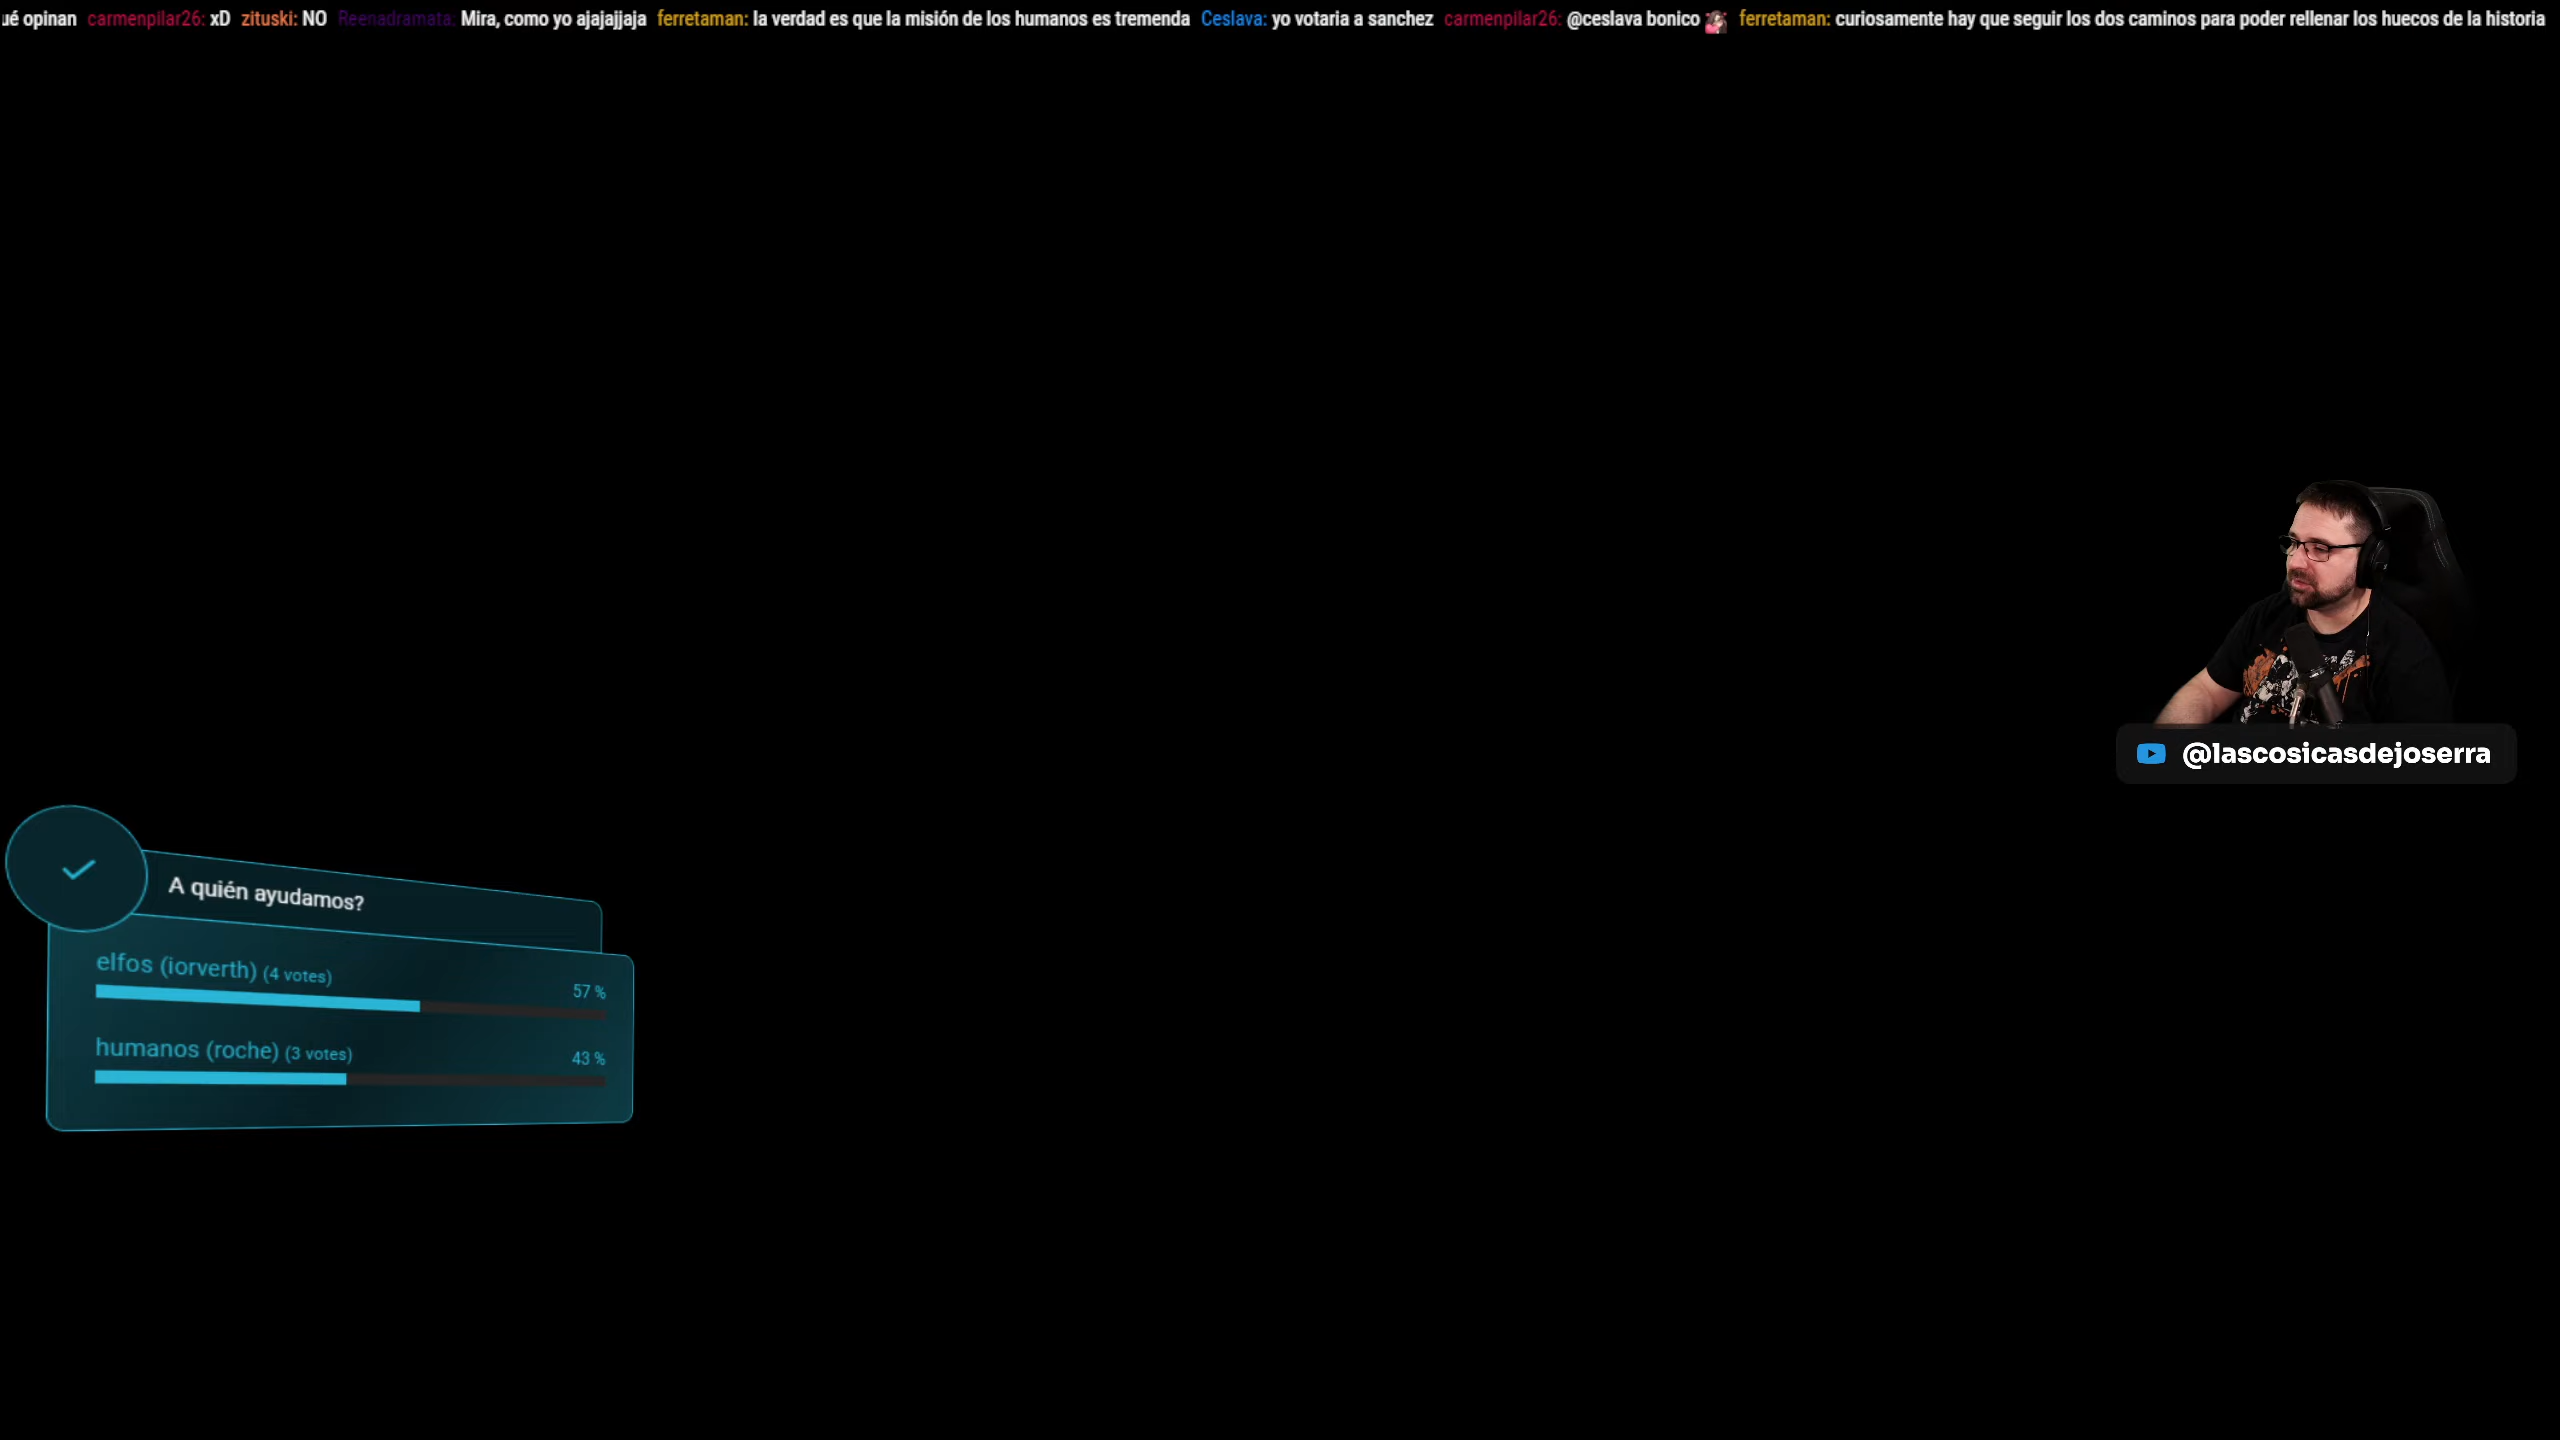 ué opinan carmenpilar26: xD zituski: NO Reenadramata: Mira, como yo ajajajjaja ferretaman: la verdad es que la misión de los humanos es tremenda Ceslava: yo votaria a sanchez carmenpilar26: @ceslava bonico ferretaman: curiosamente hay que seguir los dos caminos para poder rellenar los huecos de la historia
@lascosicasdejoserra
A quién ayudamos?
elfos (iorverth) (4 votes) 57 %
humanos (roche) (3 votes) 43 %